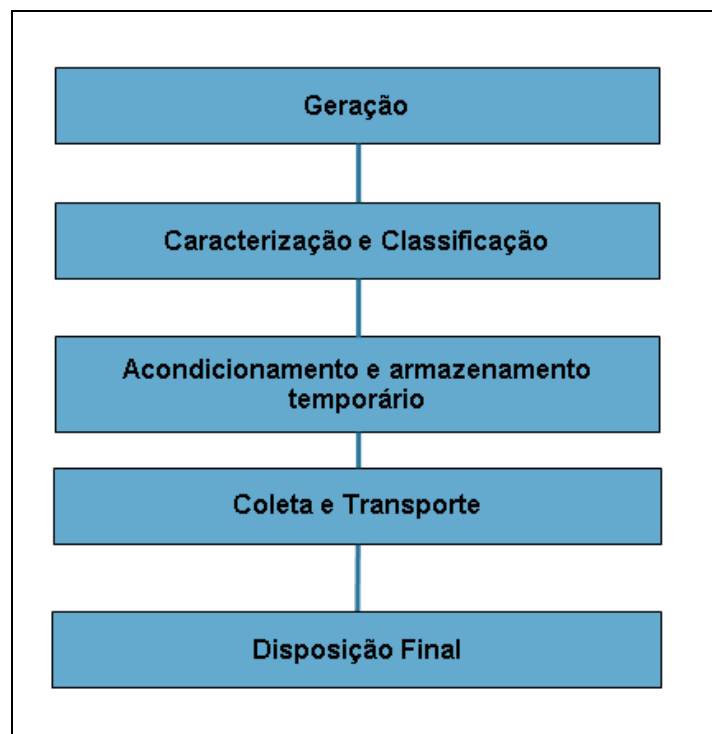 Geração
Caracterização e Classificação
Acondicionamento e armazenamento
temporário
Coleta e Transporte
Disposição Final